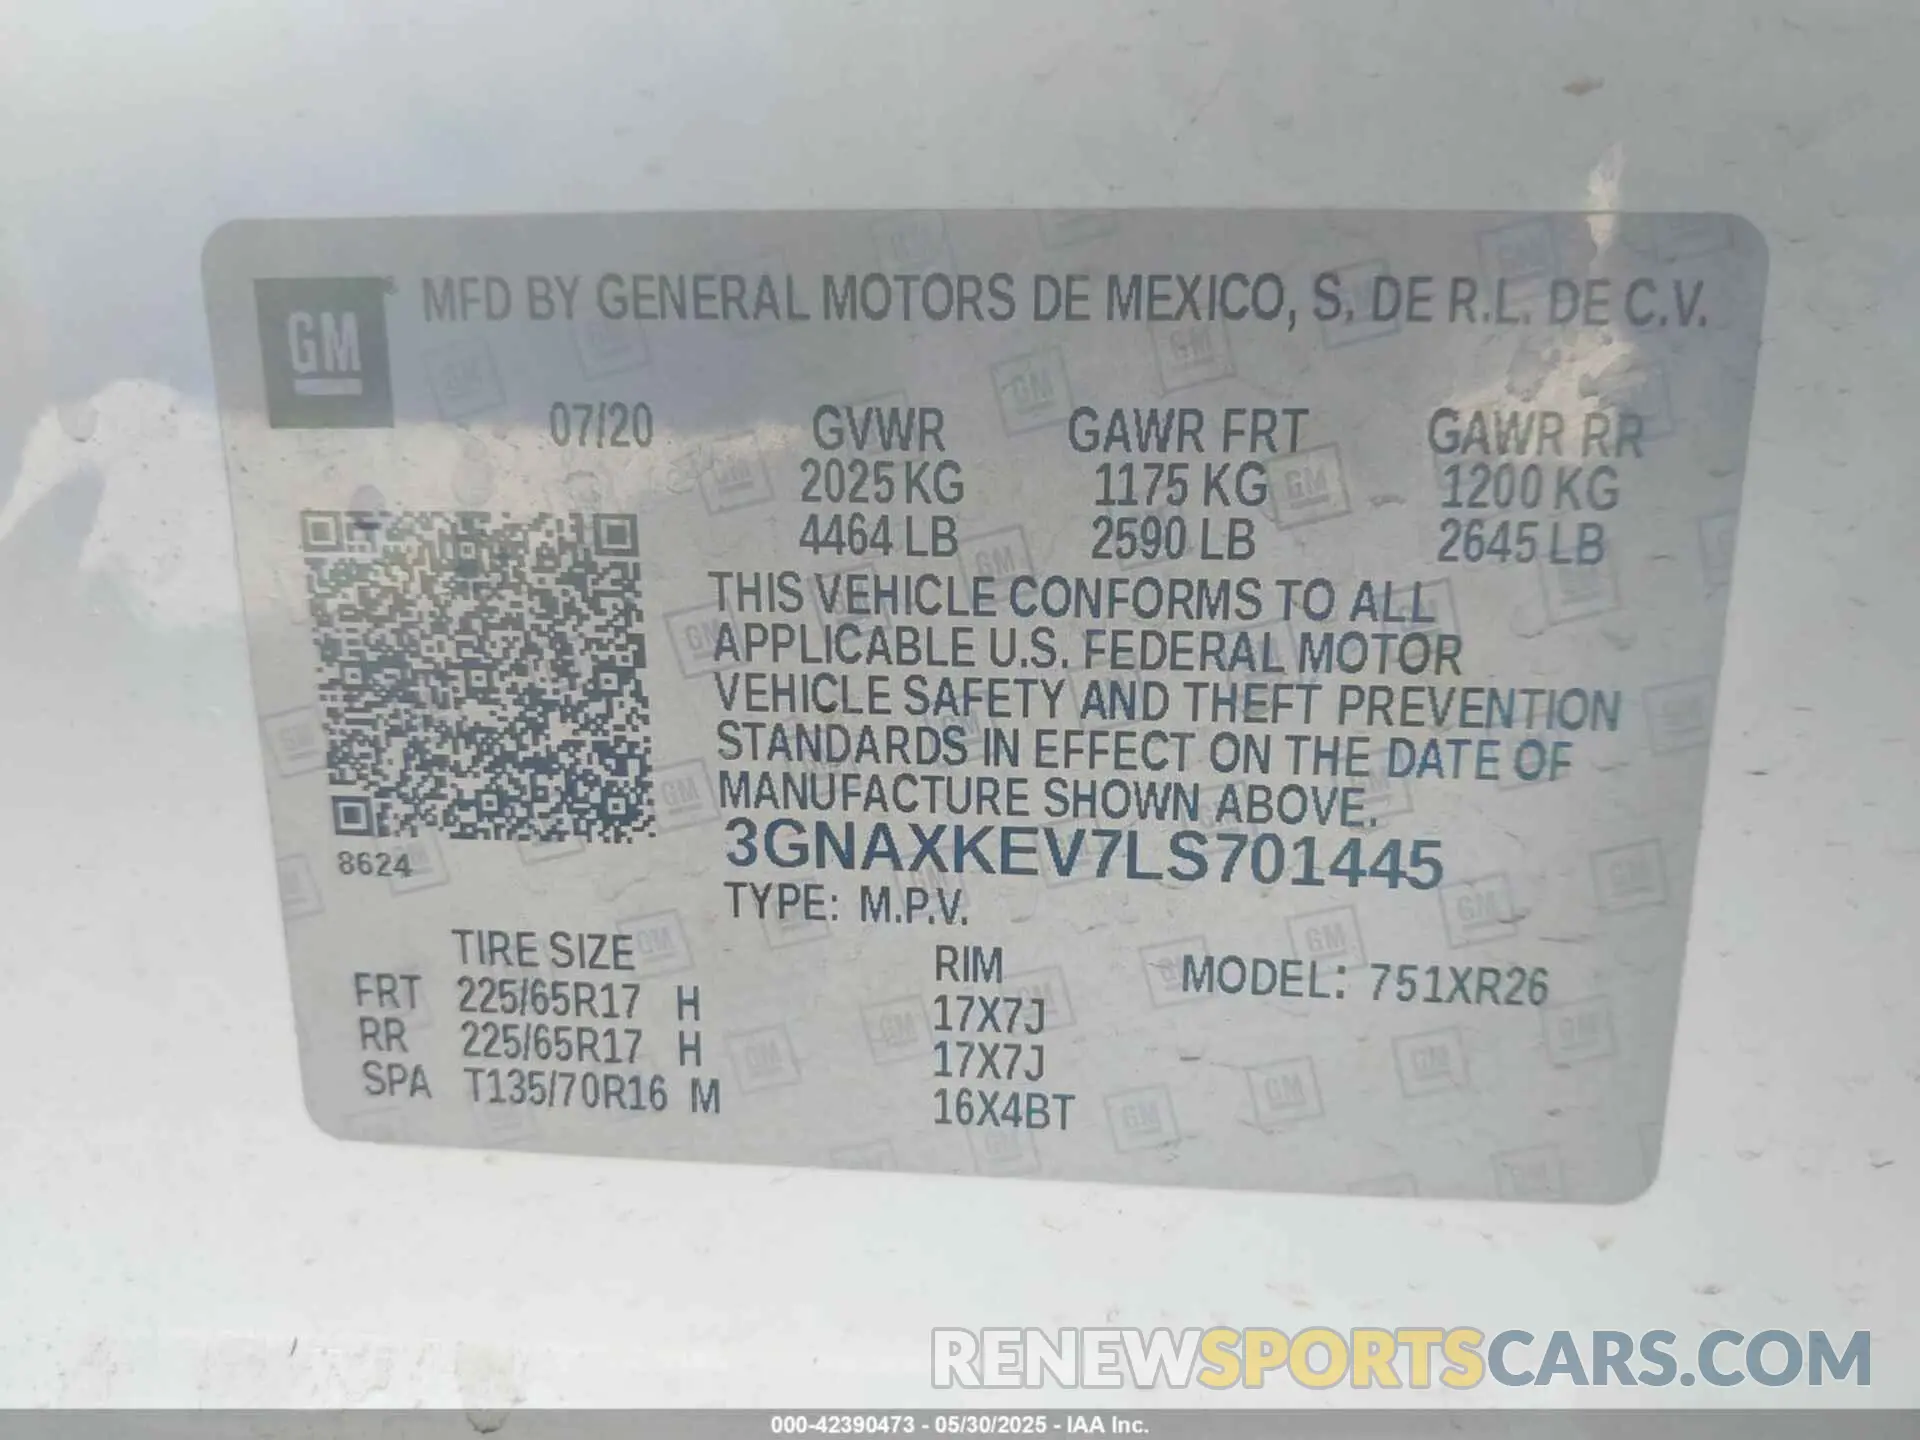 GM
MFD BY GENERAL MOTORS DE MEXICO, S. DE R.L. DE C.V.
07/20 GVWR GAWR FRT GAWR RR
2025 KG 1175 KG 1200 KG
4464 LB 2590 LB 2645 LB
THIS VEHICLE CONFORMS TO ALL
APPLICABLE U.S. FEDERAL MOTOR
VEHICLE SAFETY AND THEFT PREVENTION
STANDARDS IN EFFECT ON THE DATE OF
MANUFACTURE SHOWN ABOVE.
3GNAXKEV7LS701445
8624
TYPE: M.P.V.
TIRE SIZE RIM MODEL: 751XR26
FRT 225/65R17 H 17X7J
RR 225/65R17 H 17X7J
SPA T135/70R16 M 16X4BT
RENEWSPORTSCARS.COM
000-42390473 - 05/30/2025 - IAA Inc.